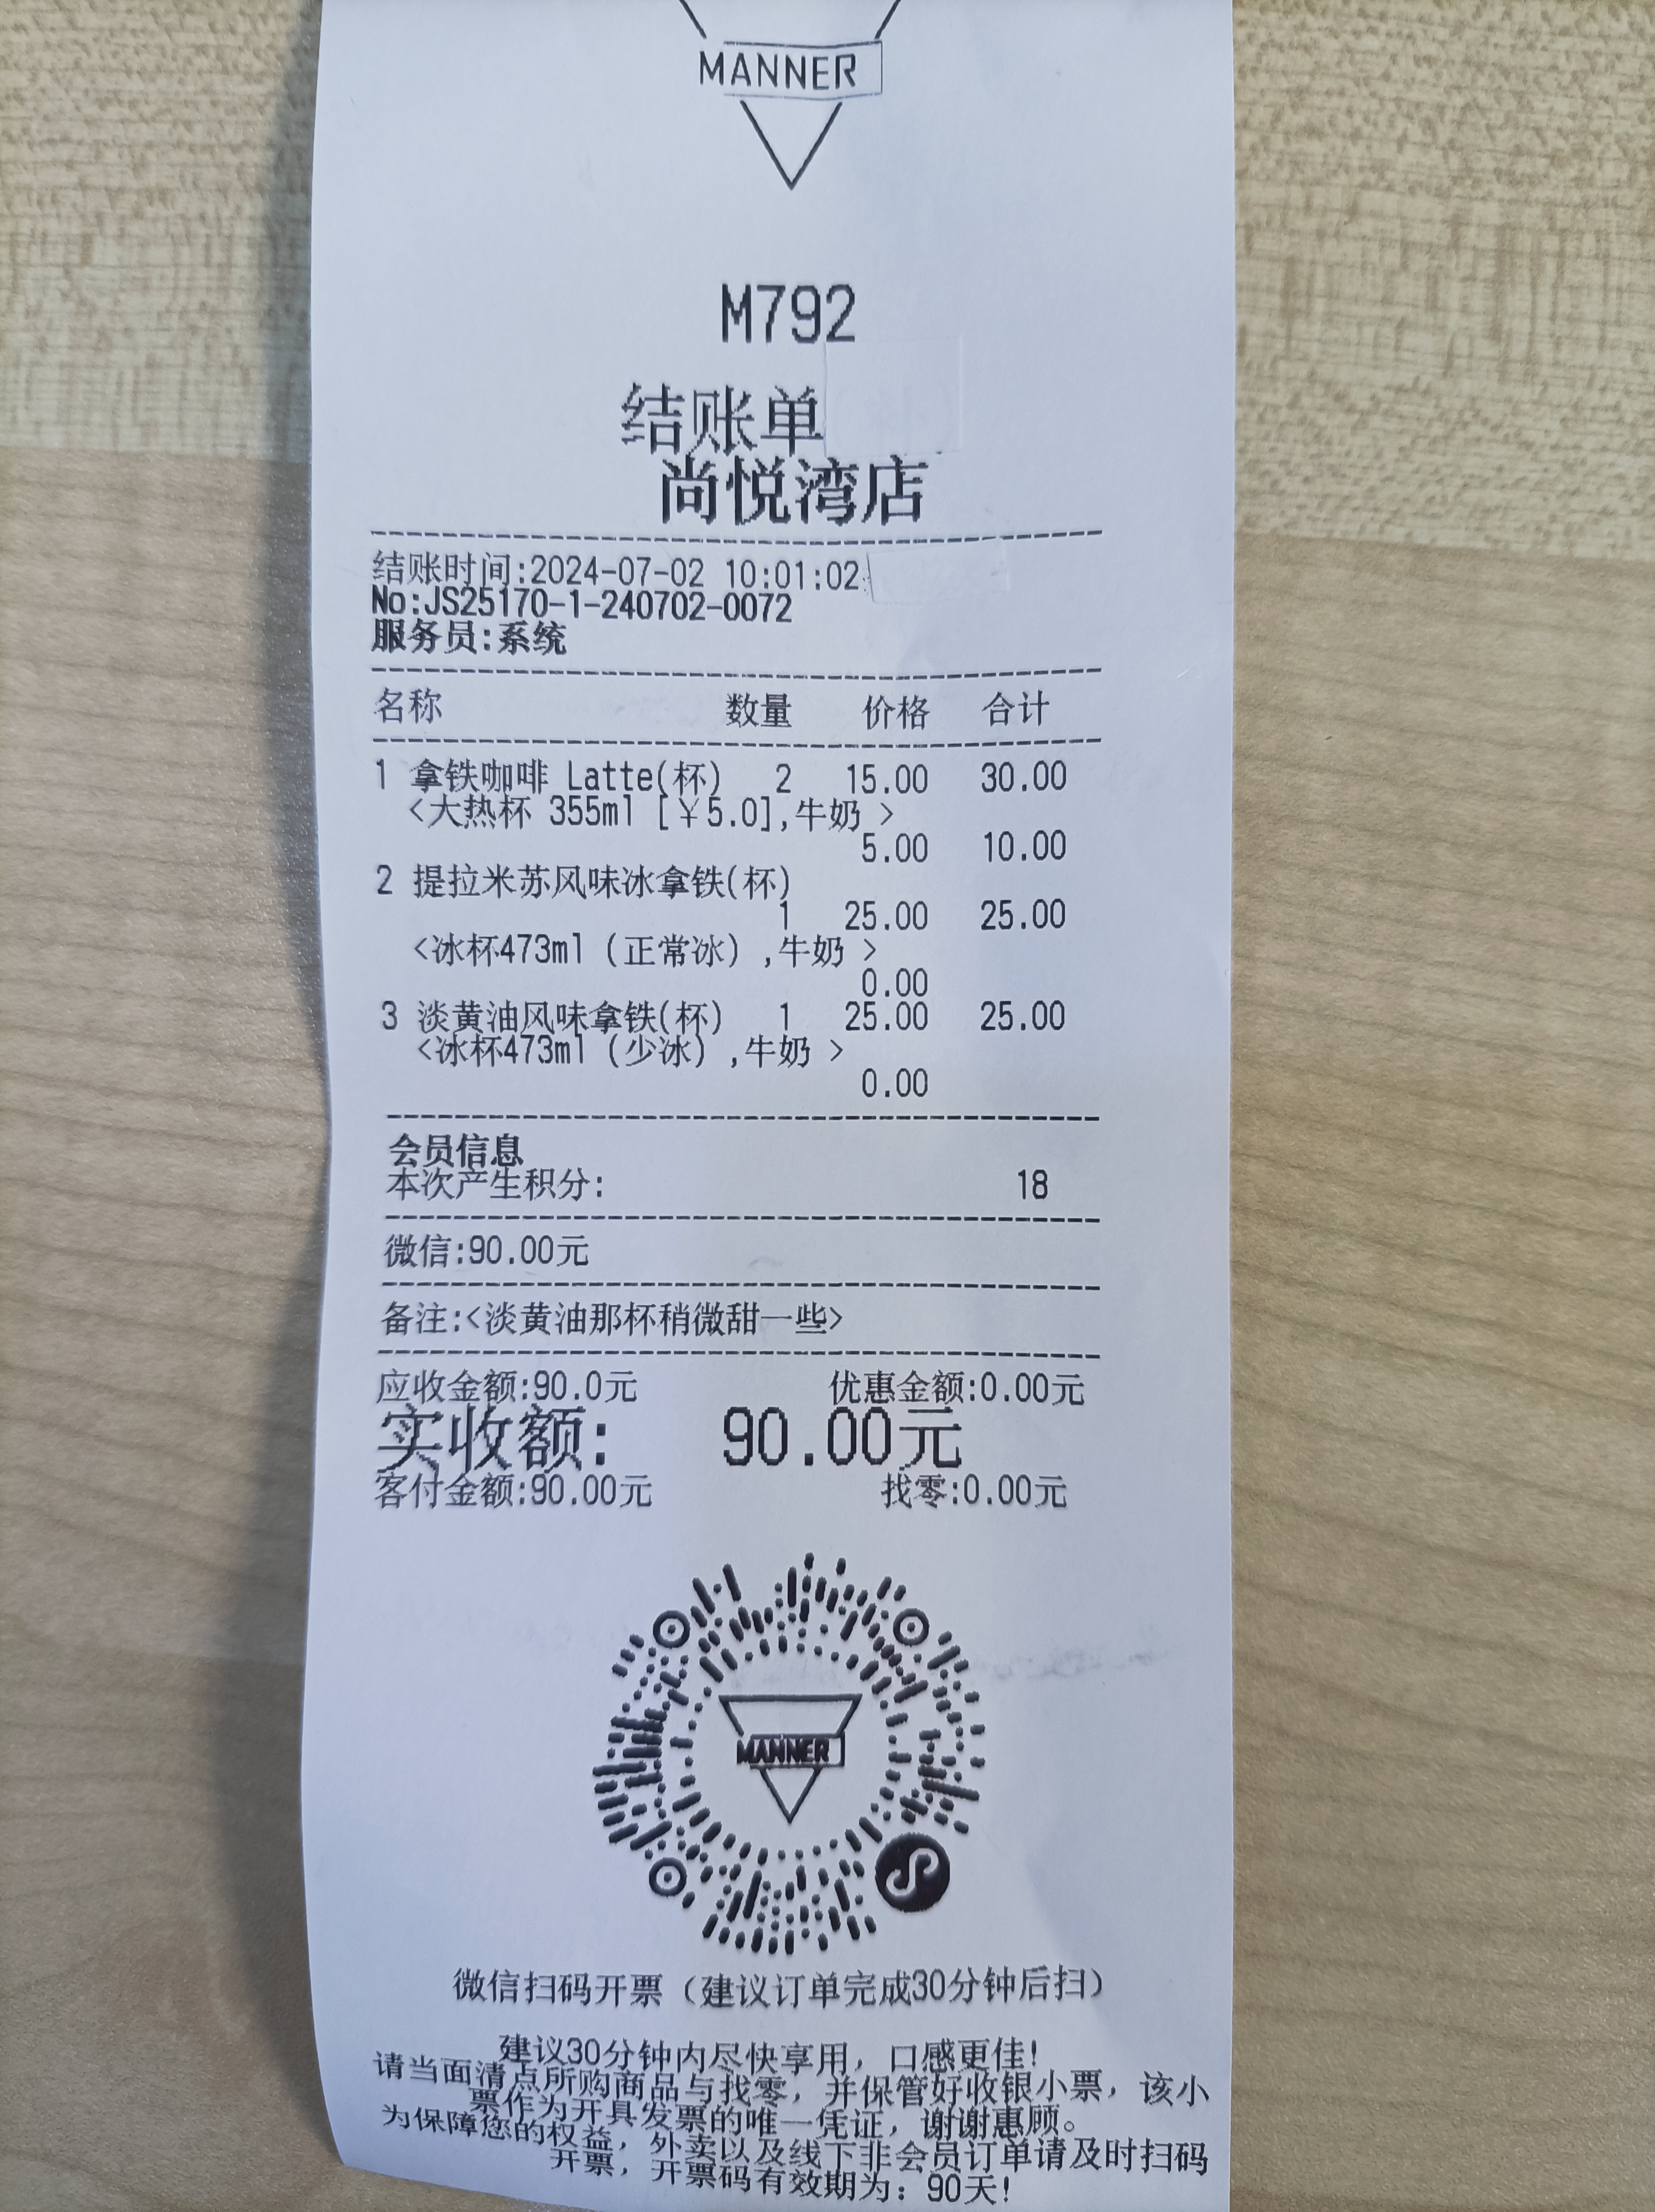 MANNER
M792
结账单
尚悦湾店
结账时间:2024-07-02 10:01:02
No:JS25170-1-240702-0072
服务员:系统
名称 数量 价格 合计
1 拿铁咖啡 Latte(杯) 2 15.00 30.00
<大热杯 355ml [￥5.0],牛奶 >
5.00 10.00
2 提拉米苏风味冰拿铁(杯)
1 25.00 25.00
<冰杯473ml (正常冰) ,牛奶 >
0.00
3 淡黄油风味拿铁(杯) 1 25.00 25.00
<冰杯473ml (少冰) ,牛奶 >
0.00
会员信息
本次产生积分: 18
微信:90.00元
备注:<淡黄油那杯稍微甜一些>
应收金额:90.0元 优惠金额:0.00元
实收额: 90.00元
客付金额:90.00元 找零:0.00元
MANNER
微信扫码开票（建议订单完成30分钟后扫）
建议30分钟内尽快享用，口感更佳!
请当面清点所购商品与找零，并保管好收银小票，该小
票作为开具发票的唯一凭证，谢谢惠顾。
为保障您的权益，外卖以及线下非会员订单请及时扫码
开票，开票码有效期为：90天!